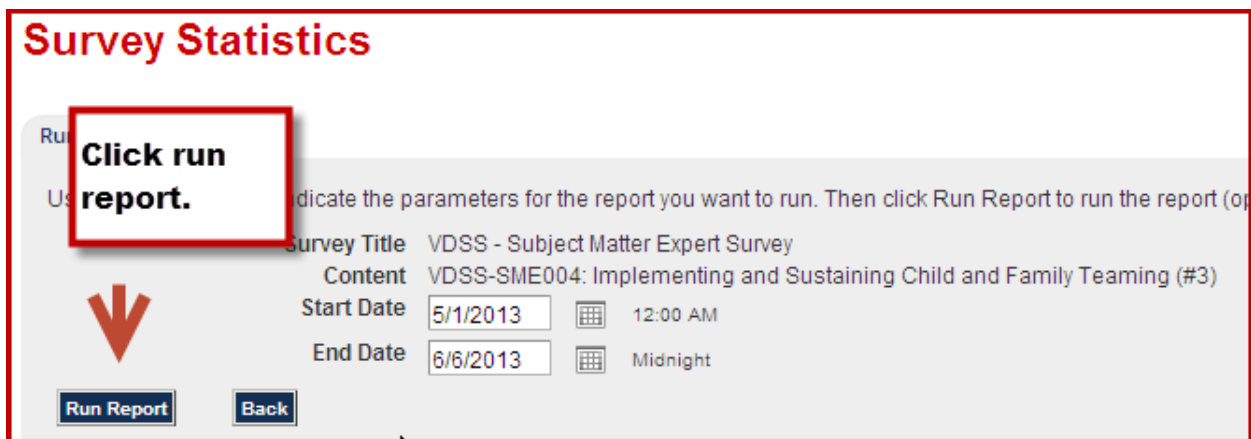 Survey Statistics
Click run
report.
dicate the parameters for the report you want to run. Then click Run Report to run the report (op
Survey Title VDSS - Subject Matter Expert Survey
Content VDSS-SME004: Implementing and Sustaining Child and Family Teaming (#3)
Start Date 5/1/2013 12:00 AM
End Date 6/6/2013 Midnight
Run Report Back